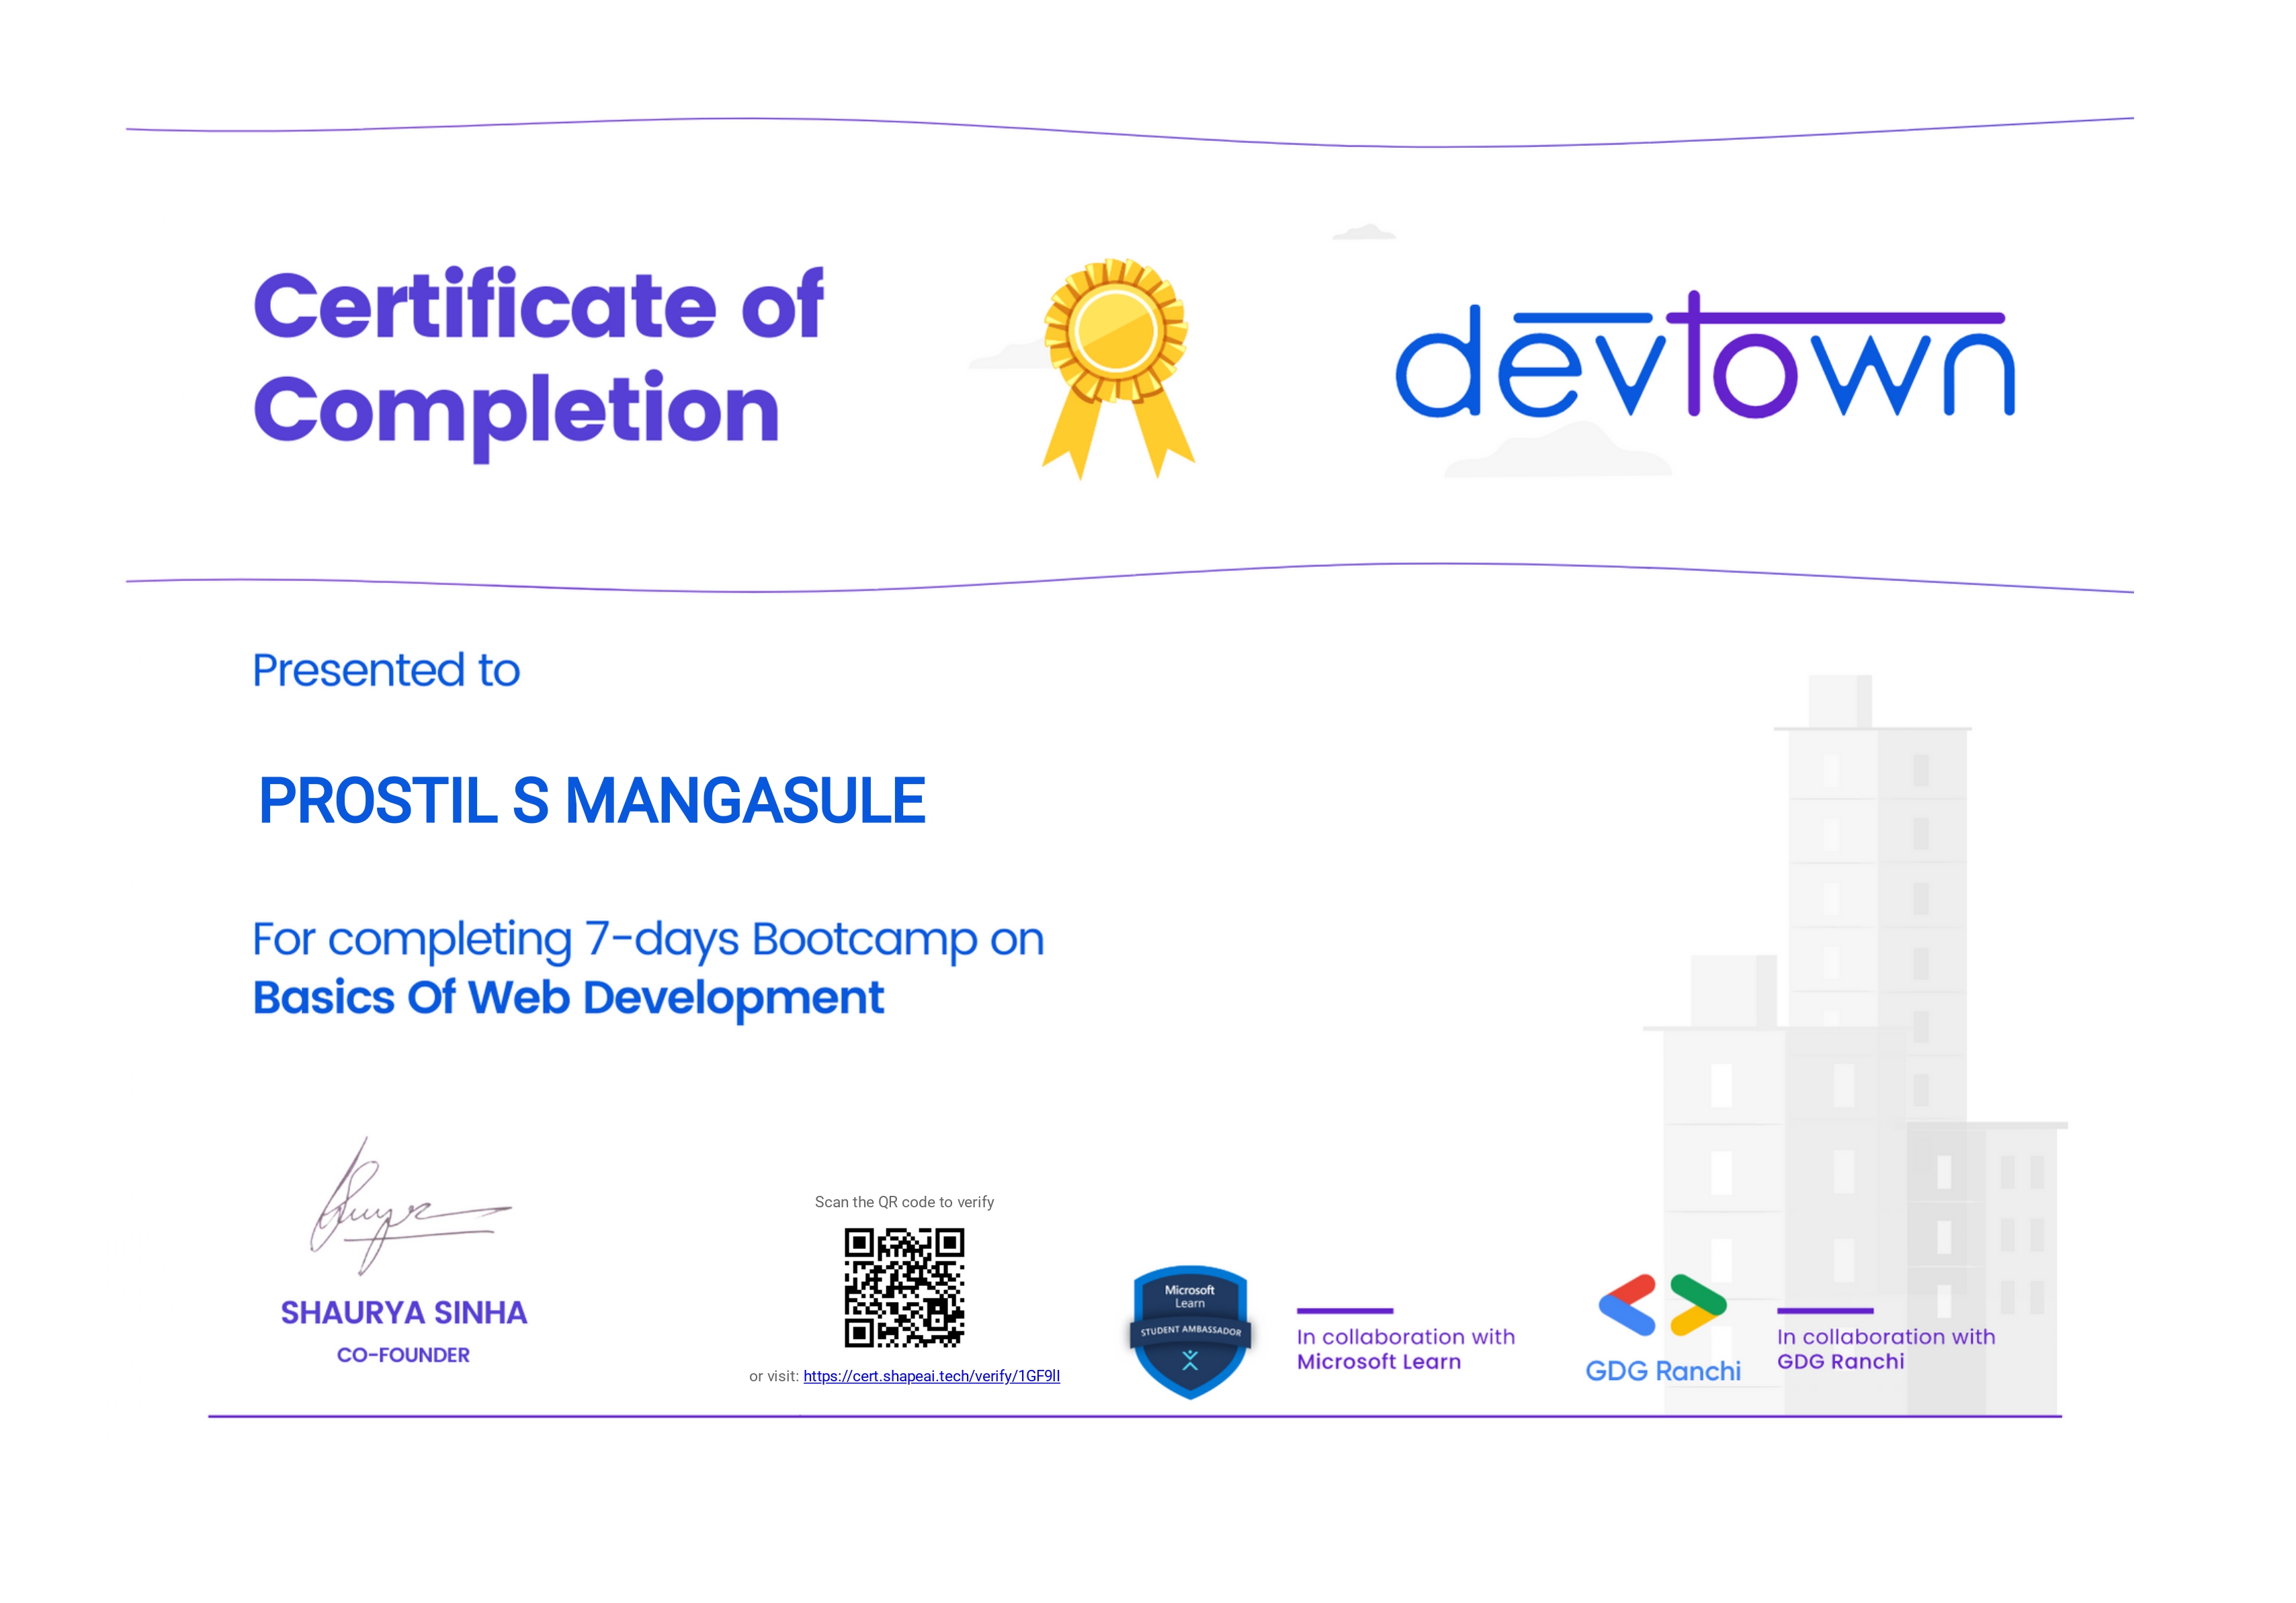 Certificate of
Completion
devtown
Presented to
PROSTIL S MANGASULE
For completing 7-days Bootcamp on
Basics Of Web Development
SHAURYA SINHA
CO-FOUNDER
Scan the QR code to verify
or visit: https://cert.shapeai.tech/verify/1GF9lI
Microsoft
Learn
STUDENT AMBASSADOR
In collaboration with
Microsoft Learn
GDG Ranchi
In collaboration with
GDG Ranchi